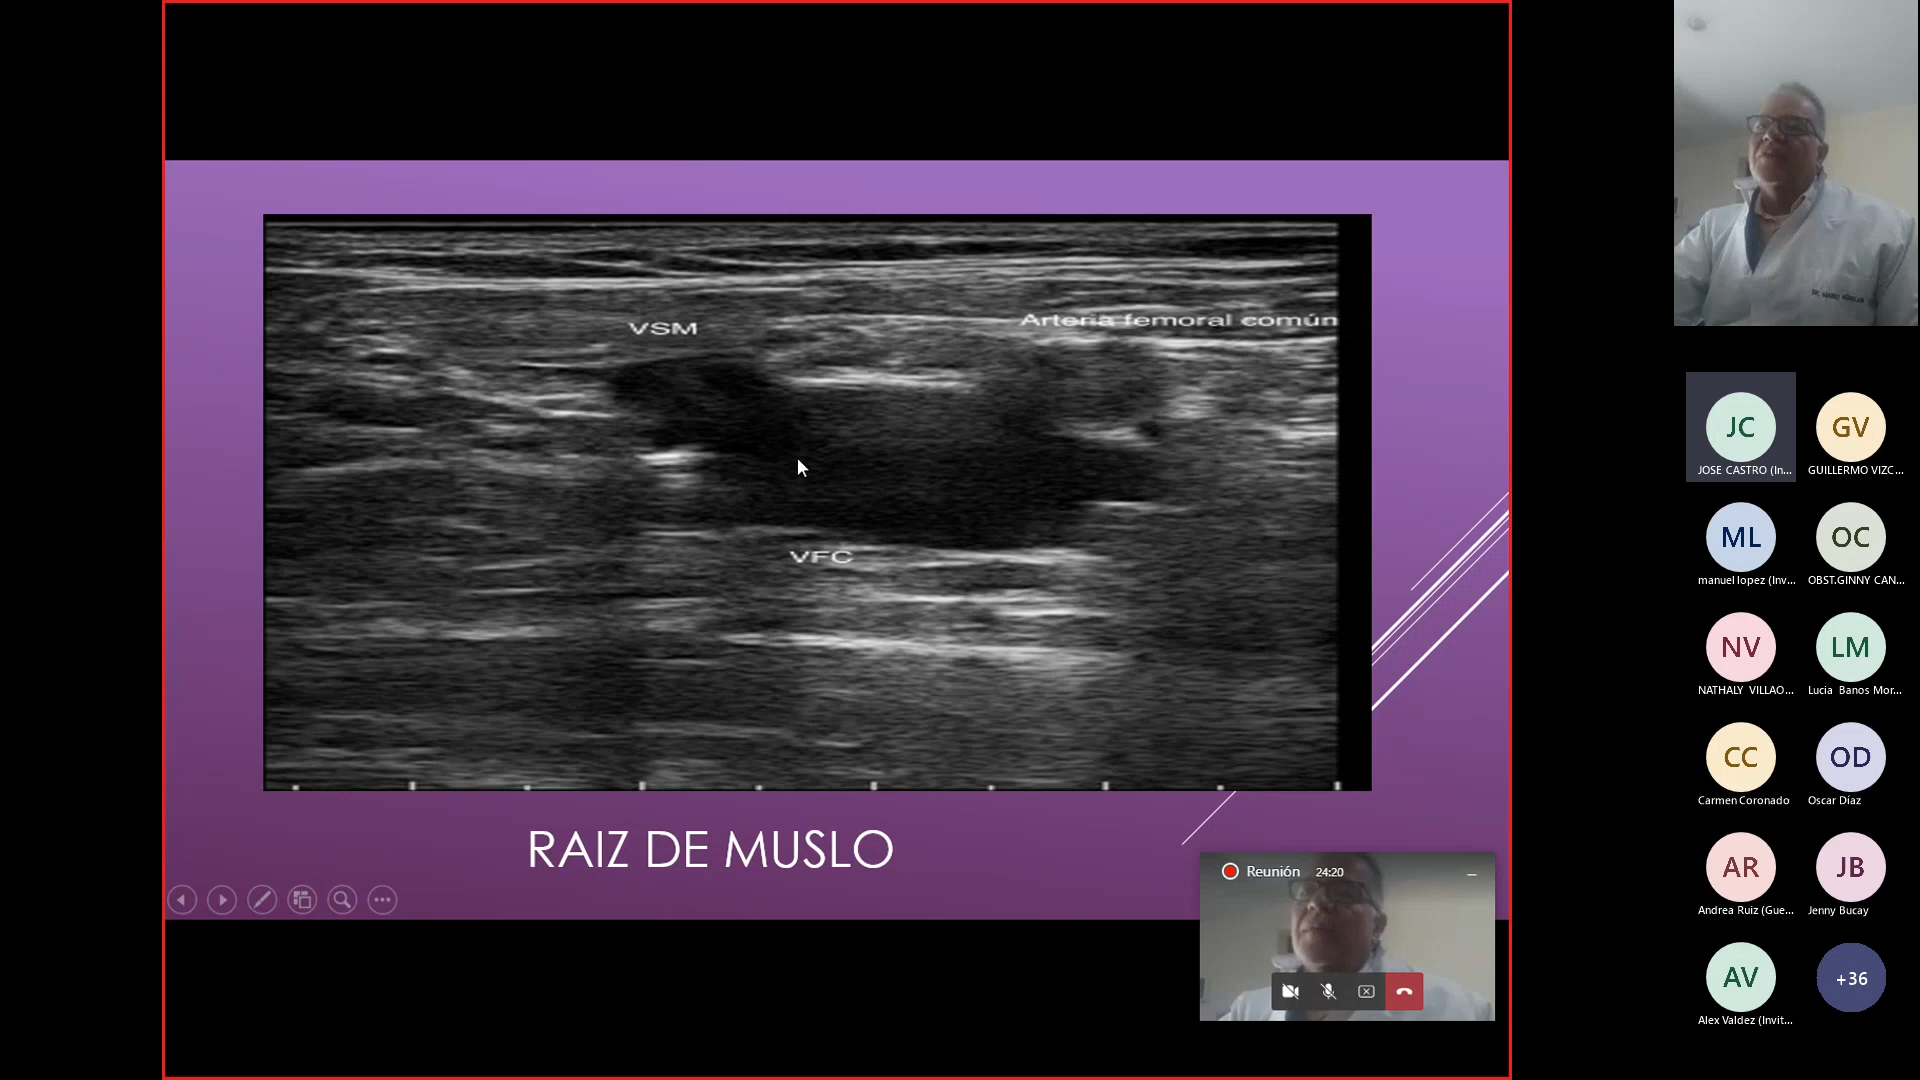 VSM
Arteria femoral común
VFC
RAIZ DE MUSLO
Reunión 24:20
JC
JOSE CASTRO (In...
GV
GUILLERMO VIZC...
ML
manuel lopez (Inv...
OC
OBST.GINNY CAN...
NV
NATHALY VILLAO...
LM
Lucia Banos Mor...
CC
Carmen Coronado
OD
Oscar Díaz
AR
Andrea Ruiz (Gue...
JB
Jenny Bucay
AV
Alex Valdez (Invit...
+36